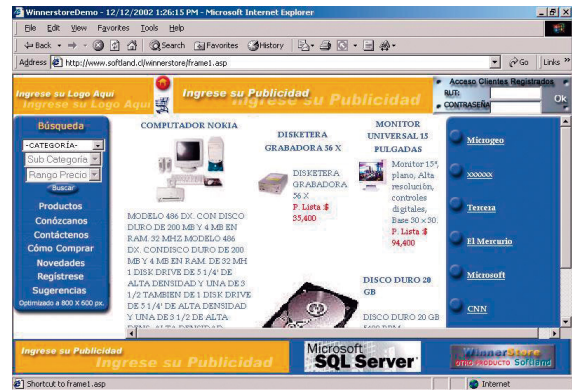 WinnerstoreDemo - 12/12/2002 1:26:15 PM - Microsoft Internet Explorer
File Edit View Favorites Tools Help
Back Search Favorites History
Address http://www.softland.cl/winnerstore/frame1.asp Go Links »
Ingrese su Logo Aqui
Ingrese su Logo Aqui
Ingrese su Publicidad
Ingrese su Publicidad
Acceso Clientes Registrados
RUT:
CONTRASEÑA
Ok
Búsqueda
-CATEGORÍA-
Sub Categoría
Rango Precio
Buscar
Productos
Conózcanos
Contáctenos
Cómo Comprar
Novedades
Regístrese
Sugerencias
Optimizado a 800 X 600 px.
COMPUTADOR NOKIA
MODELO 486 DX. CON DISCO
DURO DE 200 MB Y 4 MB EN
RAM. 32 MHZ MODELO 486
DX. CONDISCO DURO DE 200
MB Y 4 MB EN RAM. DE 32 MH
1 DISK DRIVE DE 5 1/4' DE
ALTA DENSIDAD Y UNA DE 3
1/2 TAMBIEN DE 1 DISK DRIVE
DE 5 1/4' DE ALTA DENSIDAD
Y UNA DE 3 1/2 DE ALTA
DISKETERA
GRABADORA 56 X
DISKETERA
GRABADORA
56 X
P. Lista :$
35,400
MONITOR
UNIVERSAL 15
PULGADAS
Monitor 15",
plano, Alta
resolución,
controles
digitales,
Base 30 x 30.
P. Lista :$
94,400
DISCO DURO 20
GB
DISCO DURO 20 GB
Microgeo
xxxxxx
Tercera
El Mercurio
Microsoft
CNN
Ingrese su Publicidad
Ingrese su Publicidad
Microsoft
SQL Server
WinnerStore
OTRO PRODUCTO Softland
Shortcut to frame1.asp
Internet